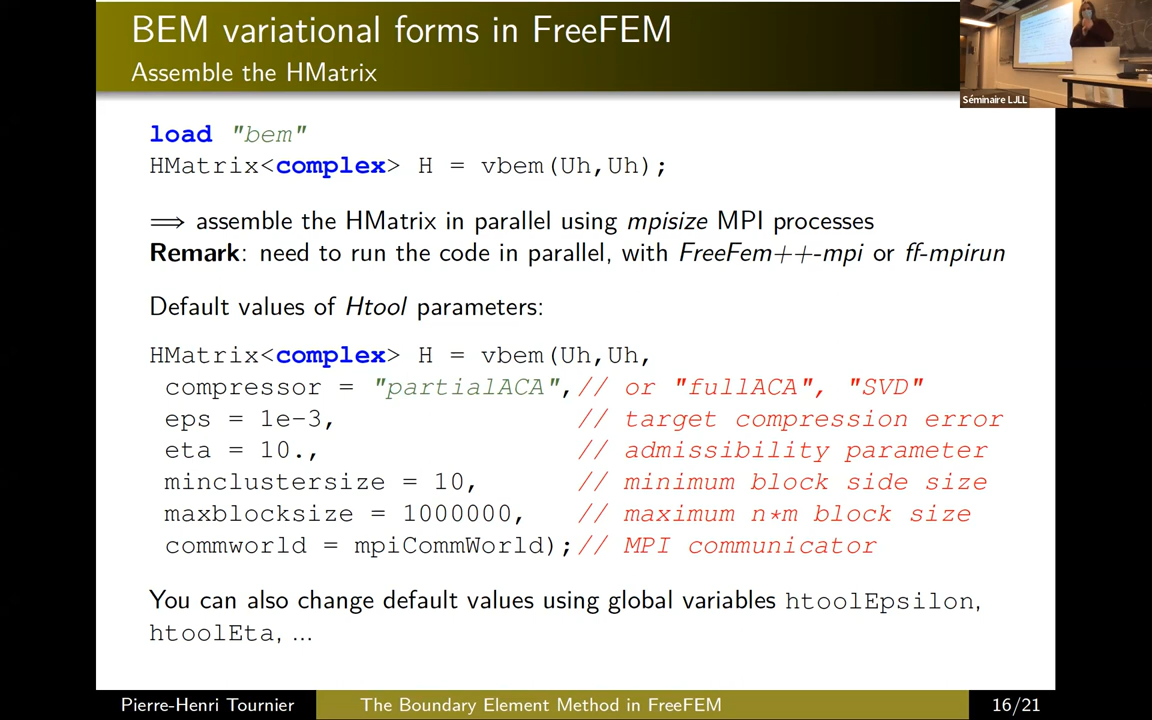 BEM variational forms in FreeFEM
Assemble the HMatrix
Séminaire LJLL
load "bem"
HMatrix<complex> H = vbem(Uh,Uh);
⟹ assemble the HMatrix in parallel using mpisize MPI processes
Remark: need to run the code in parallel, with FreeFem++-mpi or ff-mpirun
Default values of Htool parameters:
HMatrix<complex> H = vbem(Uh,Uh,
compressor = "partialACA",// or "fullACA", "SVD"
eps = 1e-3, // target compression error
eta = 10., // admissibility parameter
minclustersize = 10, // minimum block side size
maxblocksize = 1000000, // maximum n*m block size
commworld = mpiCommWorld);// MPI communicator
You can also change default values using global variables htoolEpsilon,
htoolEta, ...
Pierre-Henri Tournier The Boundary Element Method in FreeFEM 16/21